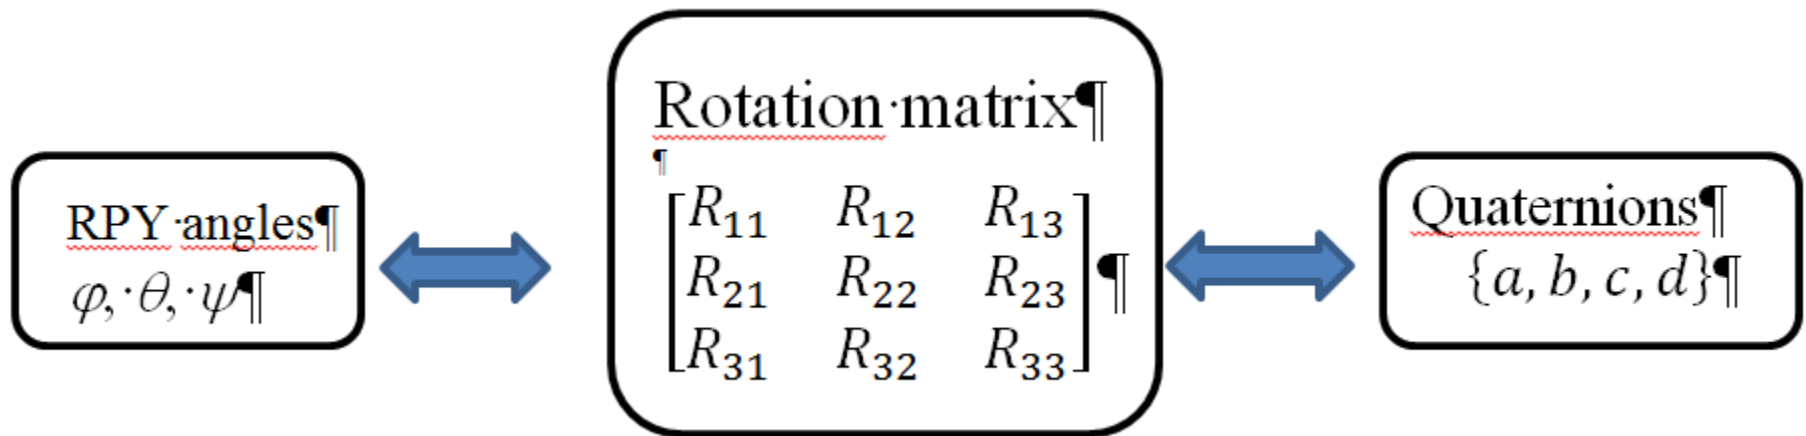 RPY·angles¶
φ,·θ,·ψ¶
Rotation·matrix¶
¶
[R₁₁ R₁₂ R₁₃
R₂₁ R₂₂ R₂₃
R₃₁ R₃₂ R₃₃]¶
Quaternions¶
{a, b, c, d}¶